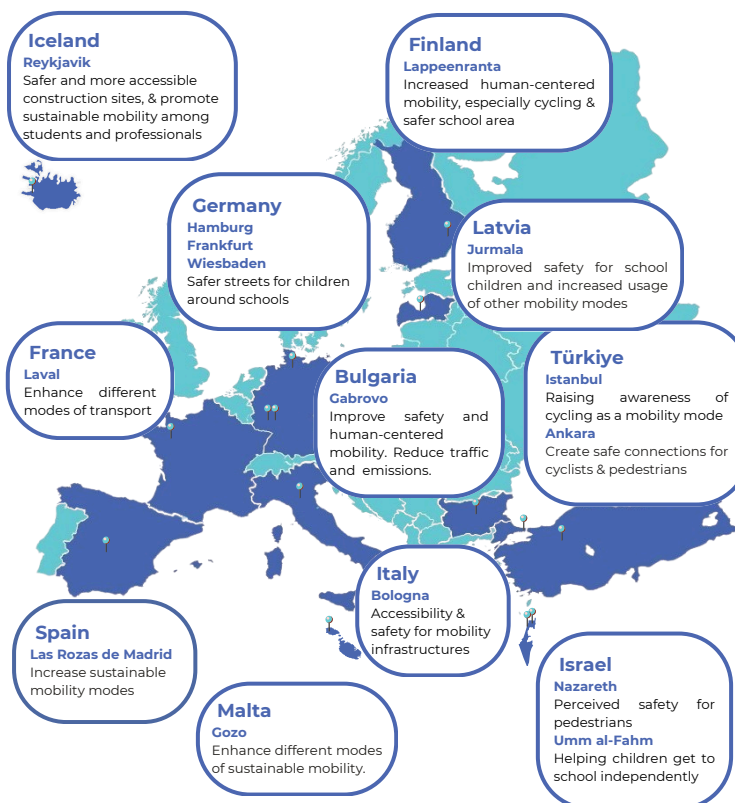 Iceland
Reykjavik
Safer and more accessible
construction sites, & promote
sustainable mobility among
students and professionals
Finland
Lappeenranta
Increased human-centered
mobility, especially cycling &
safer school area
Germany
Hamburg
Frankfurt
Wiesbaden
Safer streets for children
around schools
Latvia
Jurmala
Improved safety for school
children and increased usage
of other mobility modes
France
Laval
Enhance different
modes of transport
Bulgaria
Gabrovo
Improve safety and
human-centered
mobility. Reduce traffic
and emissions.
Türkiye
Istanbul
Raising awareness of
cycling as a mobility mode
Ankara
Create safe connections for
cyclists & pedestrians
Italy
Bologna
Accessibility &
safety for mobility
infrastructures
Spain
Las Rozas de Madrid
Increase sustainable
mobility modes
Malta
Gozo
Enhance different modes
of sustainable mobility.
Israel
Nazareth
Perceived safety for
pedestrians
Umm al-Fahm
Helping children get to
school independently